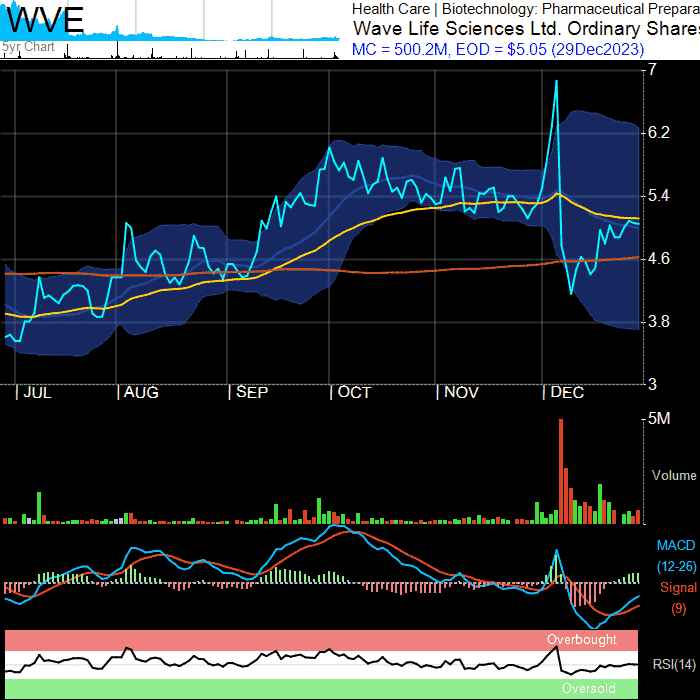 WVE
5yr Chart
Health Care | Biotechnology: Pharmaceutical Prepara
Wave Life Sciences Ltd. Ordinary Shares
MC = 500.2M, EOD = $5.05 (29Dec2023)
7
6.2
5.4
4.6
3.8
3
| JUL | AUG | SEP | OCT | NOV | DEC
5M
Volume
MACD
(12-26)
Signal
(9)
Overbought
RSI(14)
Oversold